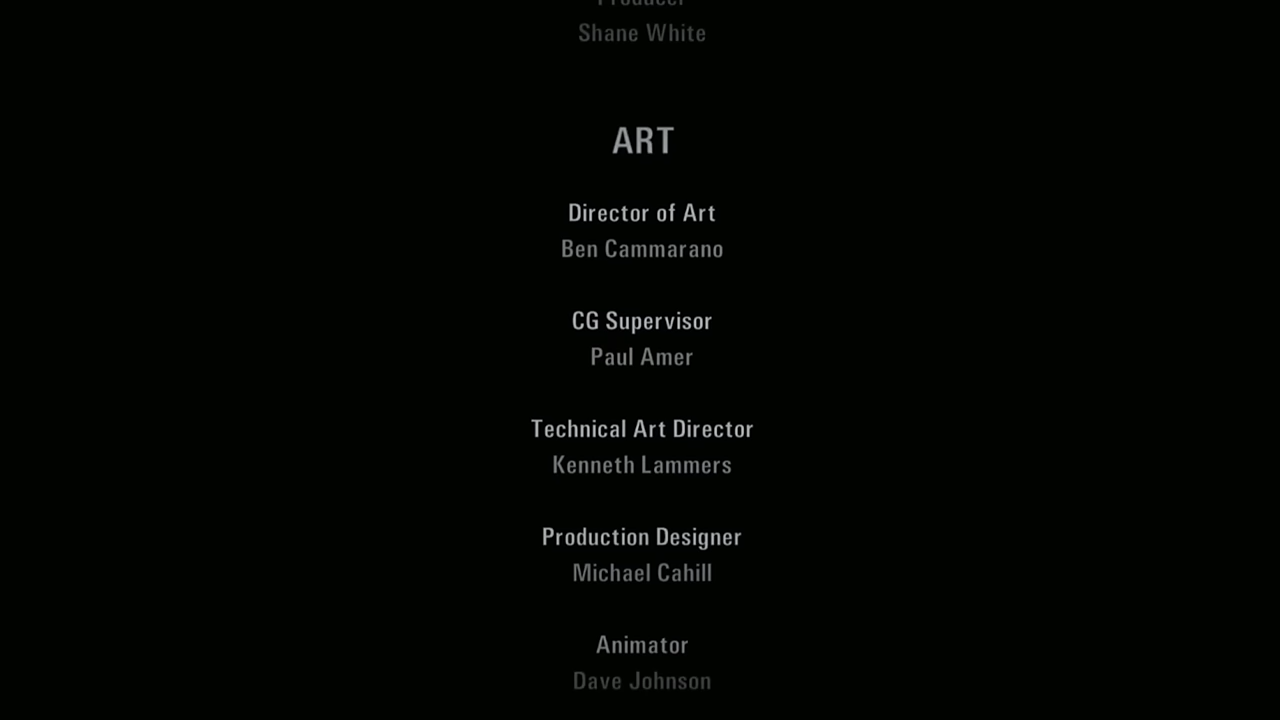 Producer
Shane White
ART
Director of Art
Ben Cammarano
CG Supervisor
Paul Amer
Technical Art Director
Kenneth Lammers
Production Designer
Michael Cahill
Animator
Dave Johnson